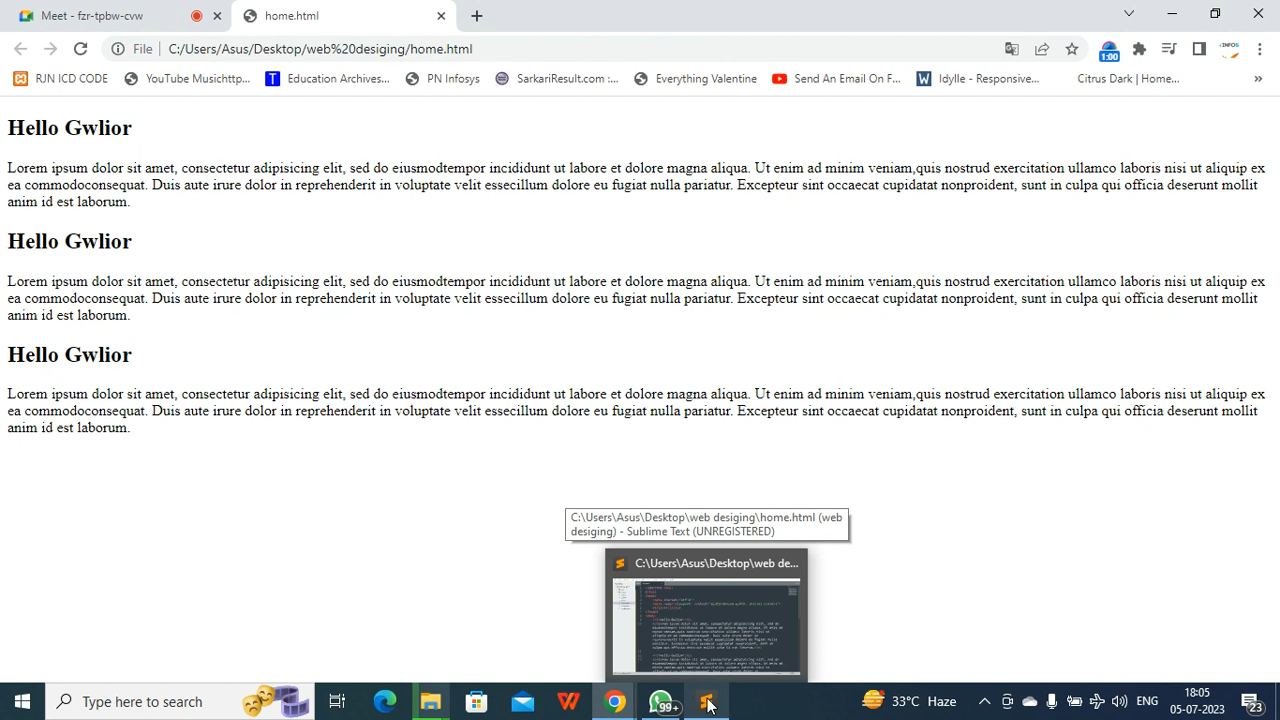 Meet - fzr-tpbw-cvw
home.html
File
C:/Users/Asus/Desktop/web%20desiging/home.html
1:00
RJN ICD CODE
YouTube Musichttp...
Education Archives...
PN Infosys
SarkariResult.com :...
Everything Valentine
Send An Email On F...
Idylle - Responsive...
Citrus Dark | Home...
»
Hello Gwlior
Lorem ipsum dolor sit amet, consectetur adipisicing elit, sed do eiusmodtempor incididunt ut labore et dolore magna aliqua. Ut enim ad minim veniam,quis nostrud exercitation ullamco laboris nisi ut aliquip ex
ea commodoconsequat. Duis aute irure dolor in reprehenderit in voluptate velit essecillum dolore eu fugiat nulla pariatur. Excepteur sint occaecat cupidatat nonproident, sunt in culpa qui officia deserunt mollit
anim id est laborum.
Hello Gwlior
Lorem ipsum dolor sit amet, consectetur adipisicing elit, sed do eiusmodtempor incididunt ut labore et dolore magna aliqua. Ut enim ad minim veniam,quis nostrud exercitation ullamco laboris nisi ut aliquip ex
ea commodoconsequat. Duis aute irure dolor in reprehenderit in voluptate velit essecillum dolore eu fugiat nulla pariatur. Excepteur sint occaecat cupidatat nonproident, sunt in culpa qui officia deserunt mollit
anim id est laborum.
Hello Gwlior
Lorem ipsum dolor sit amet, consectetur adipisicing elit, sed do eiusmodtempor incididunt ut labore et dolore magna aliqua. Ut enim ad minim veniam,quis nostrud exercitation ullamco laboris nisi ut aliquip ex
ea commodoconsequat. Duis aute irure dolor in reprehenderit in voluptate velit essecillum dolore eu fugiat nulla pariatur. Excepteur sint occaecat cupidatat nonproident, sunt in culpa qui officia deserunt mollit
anim id est laborum.
C:\Users\Asus\Desktop\web desiging\home.html (web
desiging) - Sublime Text (UNREGISTERED)
C:\Users\Asus\Desktop\web de...
Type here to search
99+
33°C Haze
ENG
18:05
05-07-2023
23